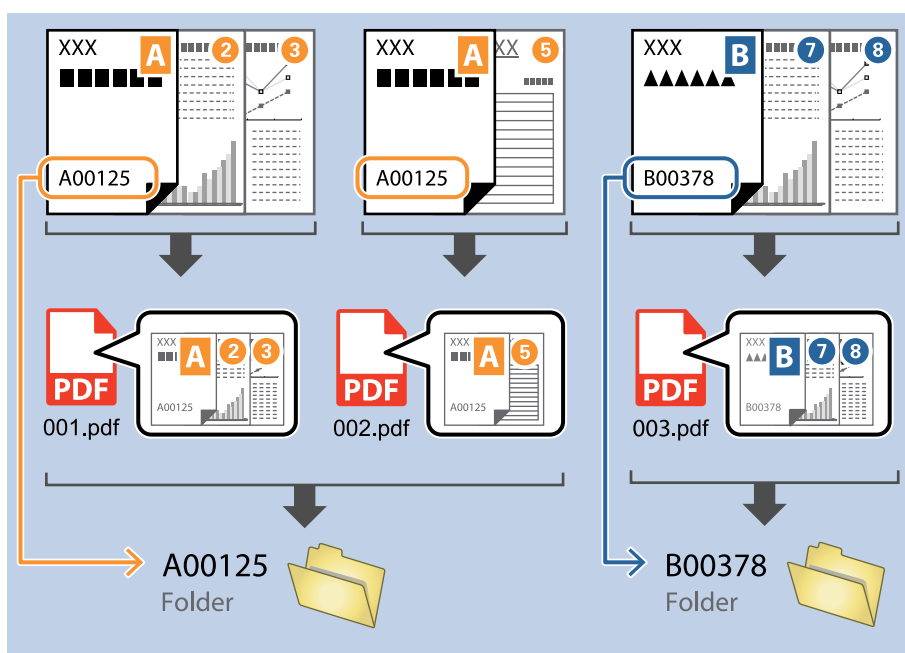 XXX A 2 3
A00125
XXX A XX 5
A00125
XXX B 7 8
B00378
PDF
001.pdf
XXX A 2 3
A00125
PDF
002.pdf
XXX A 5
A00125
PDF
003.pdf
XXX B 7 8
B00378
A00125
Folder
B00378
Folder